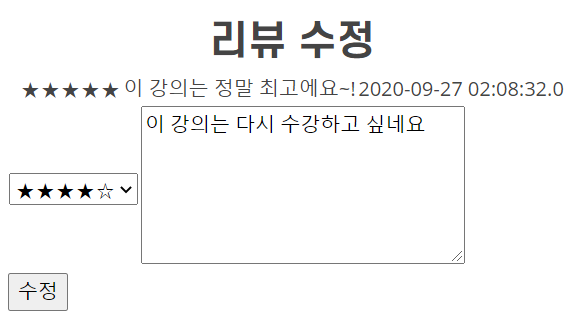 리뷰 수정
★★★★★ 이 강의는 정말 최고에요~! 2020-09-27 02:08:32.0
이 강의는 다시 수강하고 싶네요
★★★★☆
수정